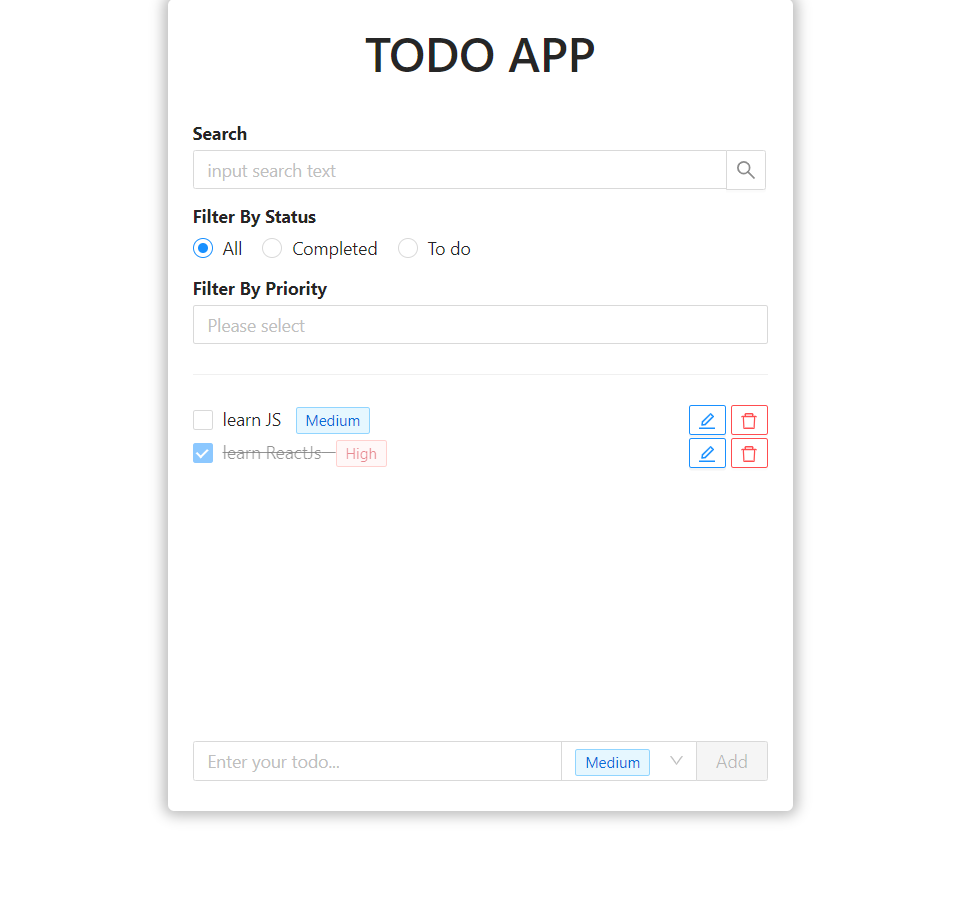 TODO APP
Search
input search text
Filter By Status
All Completed To do
Filter By Priority
Please select
learn JS Medium
learn ReactJs High
Enter your todo... Medium Add